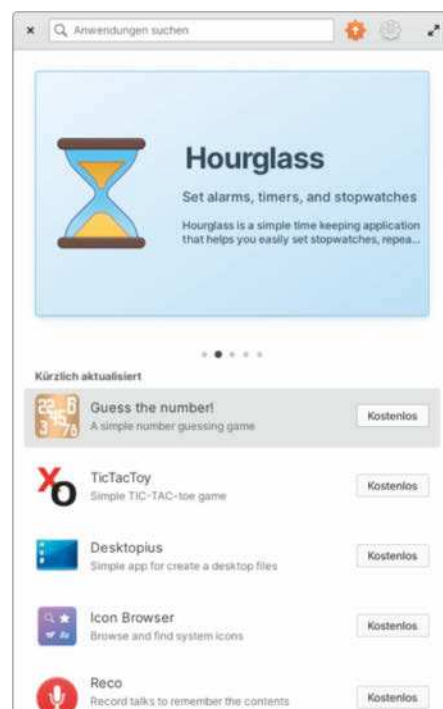 Anwendungen suchen
Hourglass
Set alarms, timers, and stopwatches
Hourglass is a simple time keeping application
that helps you easily set stopwatches, repea...
Kürzlich aktualisiert
Guess the number!
Kostenlos
A simple number guessing game
TicTacToy
Kostenlos
Simple TIC-TAC-toe game
Desktopius
Kostenlos
Simple app for create a desktop files
Icon Browser
Kostenlos
Browse and find system icons
Reco
Kostenlos
Record talks to remember the contents